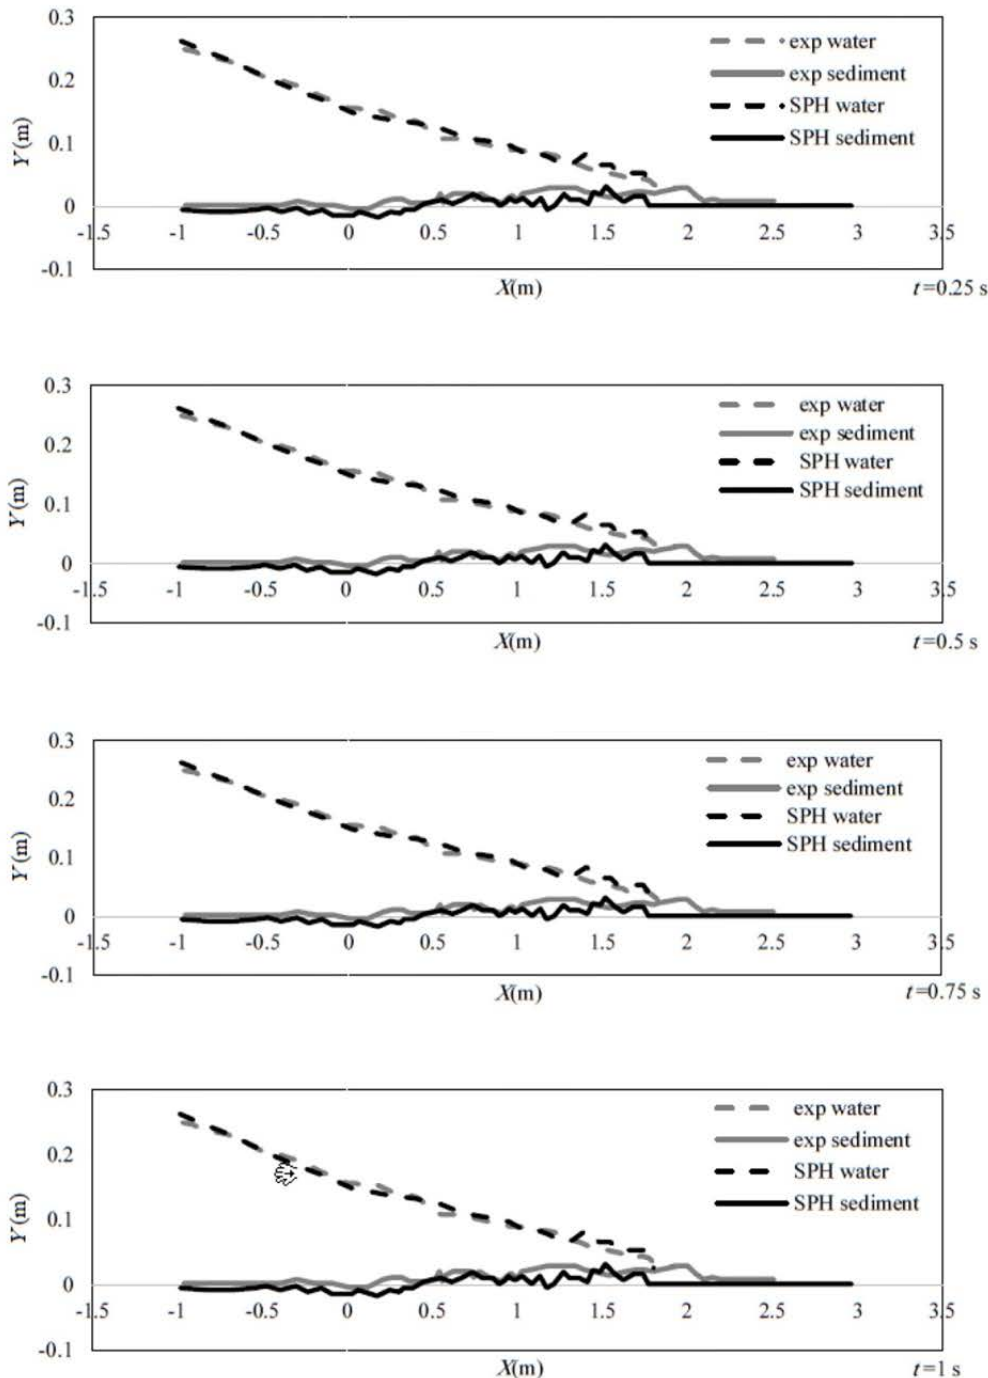 0.3
exp water
exp sediment
0.2
SPH water
SPH sediment
Y(m)
0.1
0
-1.5 -1 -0.5 0 0.5 1 1.5 2 2.5 3 3.5
-0.1
X(m)
t=0.25 s
0.3
exp water
exp sediment
0.2
SPH water
SPH sediment
Y(m)
0.1
0
-1.5 -1 -0.5 0 0.5 1 1.5 2 2.5 3 3.5
-0.1
X(m)
t=0.5 s
0.3
exp water
exp sediment
0.2
SPH water
SPH sediment
Y(m)
0.1
0
-1.5 -1 -0.5 0 0.5 1 1.5 2 2.5 3 3.5
-0.1
X(m)
t=0.75 s
0.3
exp water
exp sediment
0.2
SPH water
SPH sediment
Y(m)
0.1
0
-1.5 -1 -0.5 0 0.5 1 1.5 2 2.5 3 3.5
-0.1
X(m)
t=1 s